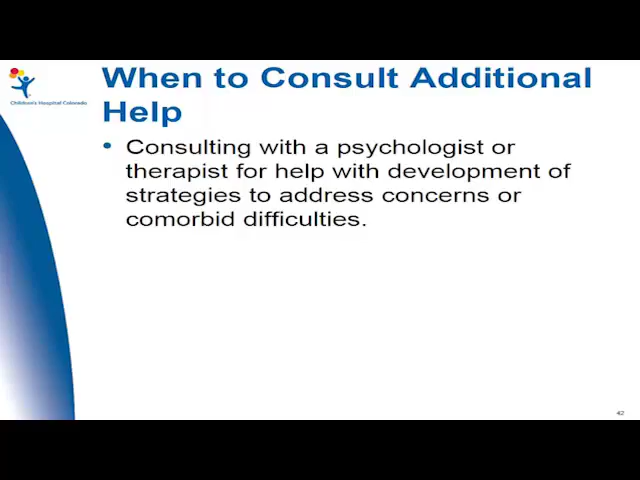 When to Consult Additional
Help
Children's Hospital Colorado
• Consulting with a psychologist or
therapist for help with development of
strategies to address concerns or
comorbid difficulties.
42